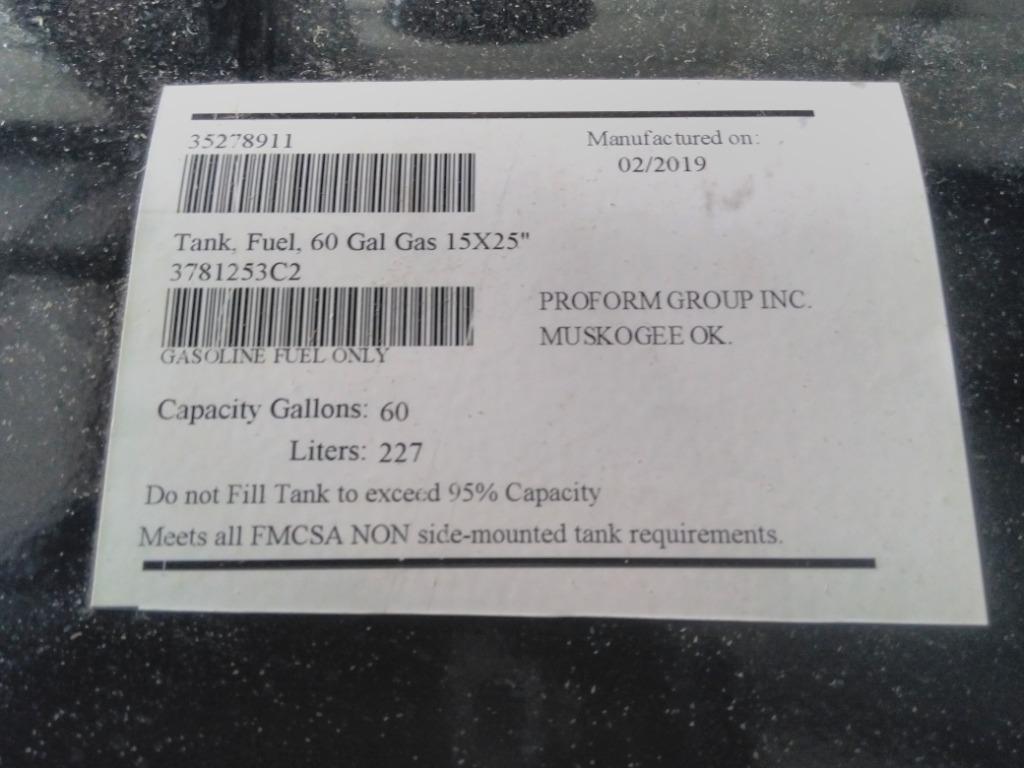 35278911
Manufactured on:
02/2019
Tank, Fuel, 60 Gal Gas 15X25"
3781253C2
PROFORM GROUP INC.
MUSKOGEE OK.
GASOLINE FUEL ONLY
Capacity Gallons: 60
Liters: 227
Do not Fill Tank to exceed 95% Capacity
Meets all FMCSA NON side-mounted tank requirements.